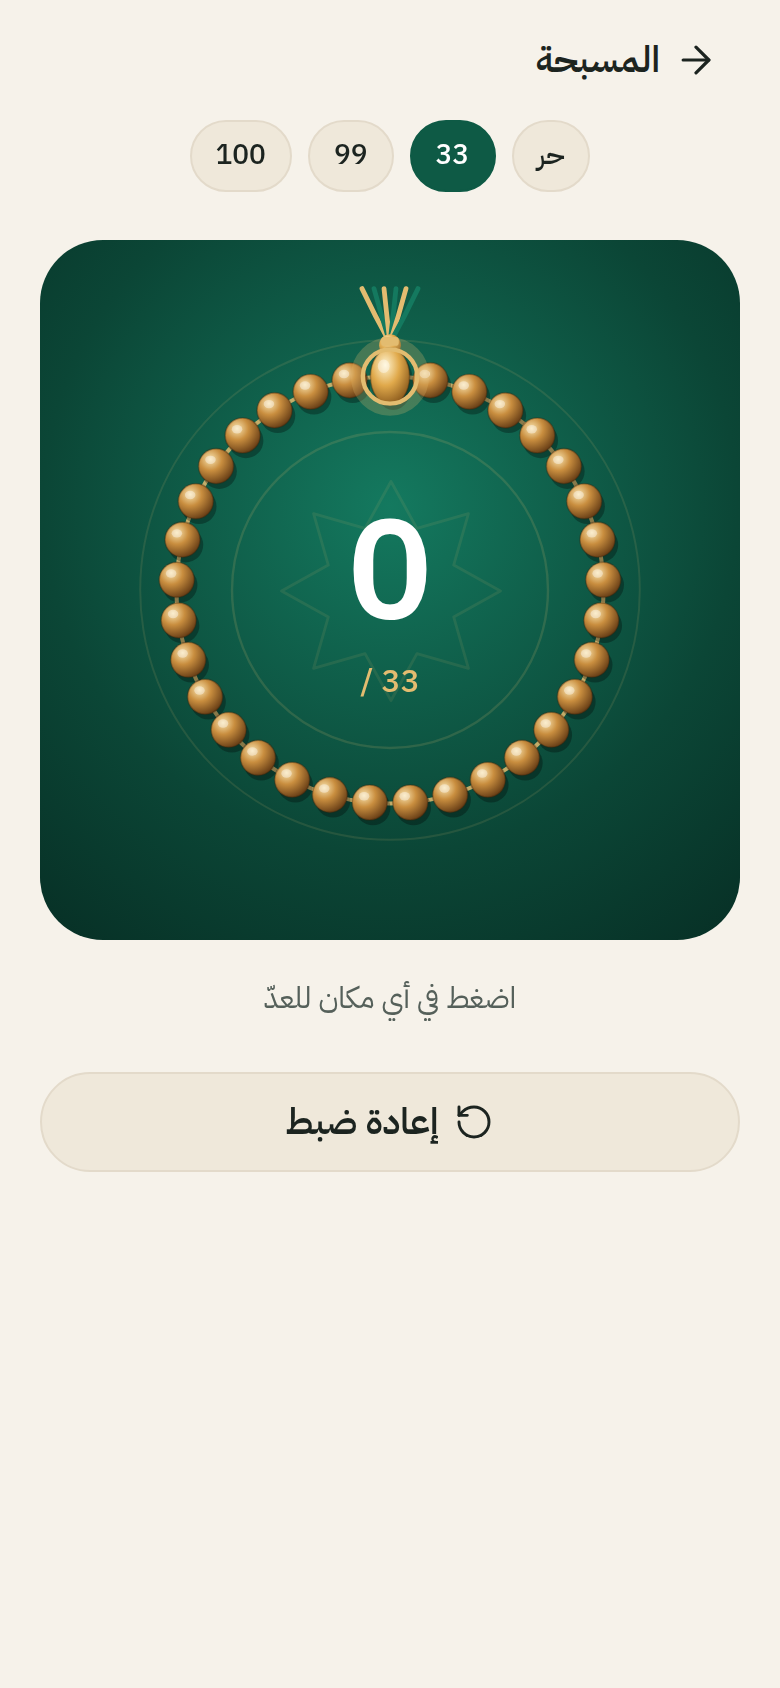 المسبحة
حر 33 99 100
0
/ 33
اضغط في أي مكان للعدّ
إعادة ضبط